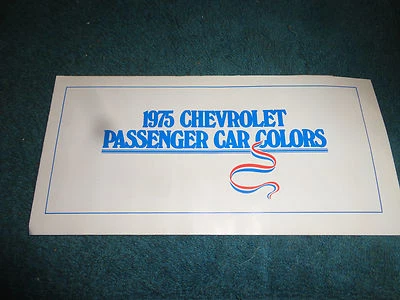 1975 CHEVROLET
PASSENGER CAR COLORS